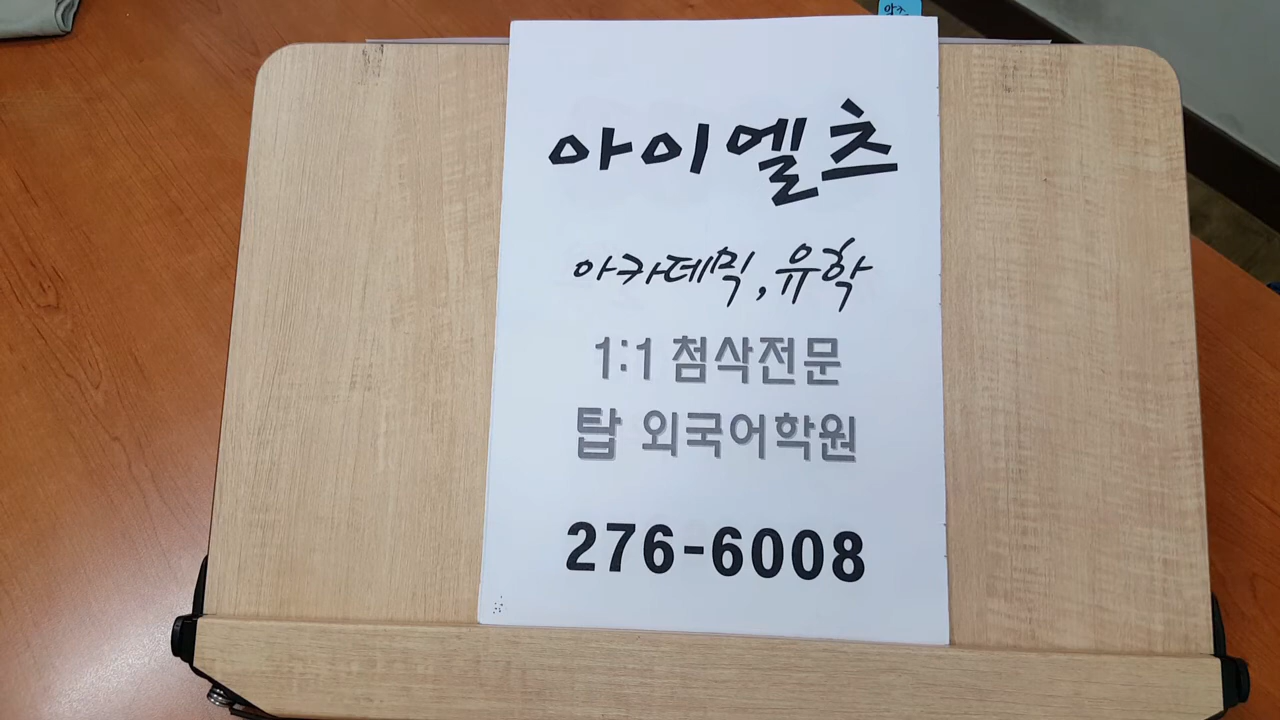 아이엘츠
아카데믹, 유학
1:1 첨삭전문
탑 외국어학원
276-6008